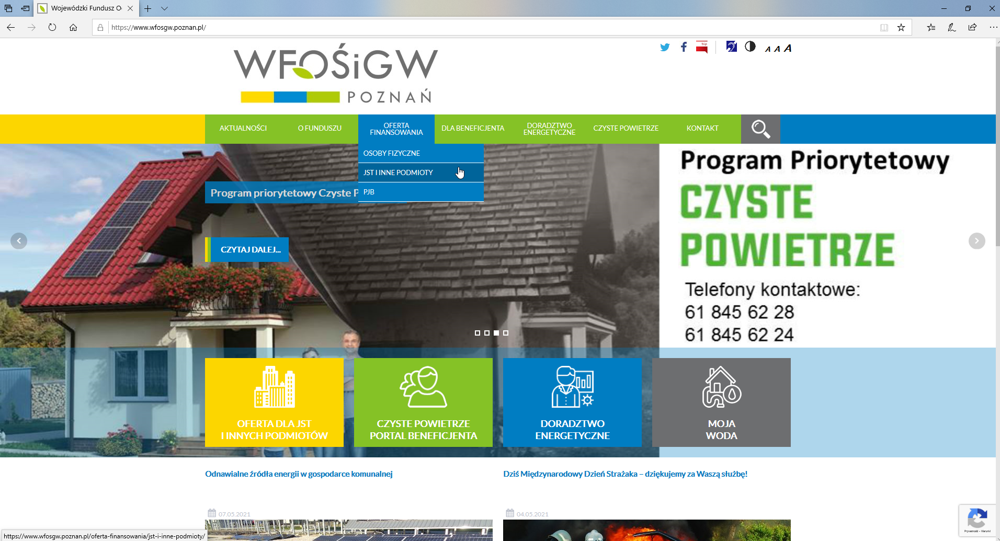 Wojewódzki Fundusz O
https://www.wfosgw.poznan.pl/
bip
A A A
WFOŚiGW
POZNAŃ
AKTUALNOŚCI
O FUNDUSZU
OFERTA
FINANSOWANIA
DLA BENEFICJENTA
DORADZTWO
ENERGETYCZNE
CZYSTE POWIETRZE
KONTAKT
OSOBY FIZYCZNE
JST I INNE PODMIOTY
PJB
Program priorytetowy Czyste P
CZYTAJ DALEJ...
Program Priorytetowy
CZYSTE
POWIETRZE
Telefony kontaktowe:
61 845 62 28
61 845 62 24
OFERTA DLA JST
I INNYCH PODMIOTÓW
CZYSTE POWIETRZE
PORTAL BENEFICJENTA
DORADZTWO
ENERGETYCZNE
MOJA
WODA
Odnawialne źródła energii w gospodarce komunalnej
07.05.2021
Dziś Międzynarodowy Dzień Strażaka – dziękujemy za Waszą służbę!
04.05.2021
Prywatność - Warunki
https://www.wfosgw.poznan.pl/oferta-finansowania/jst-i-inne-podmioty/